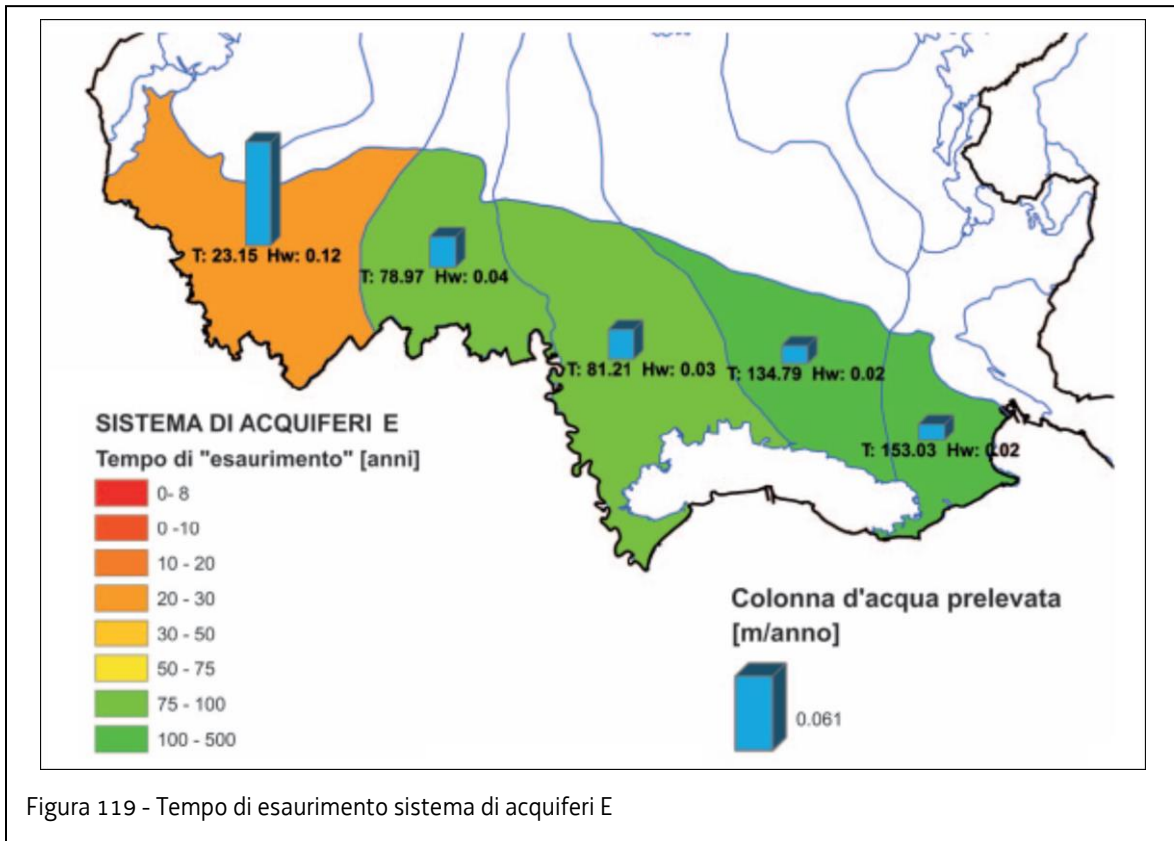 T: 23.15 Hw: 0.12
T: 78.97 Hw: 0.04
T: 81.21 Hw: 0.03
T: 134.79 Hw: 0.02
T: 153.03 Hw: 0.02
SISTEMA DI ACQUIFERI E
Tempo di "esaurimento" [anni]
0- 8
0 -10
10 - 20
20 - 30
30 - 50
50 - 75
75 - 100
100 - 500
Colonna d'acqua prelevata
[m/anno]
0.061
Figura 119 - Tempo di esaurimento sistema di acquiferi E